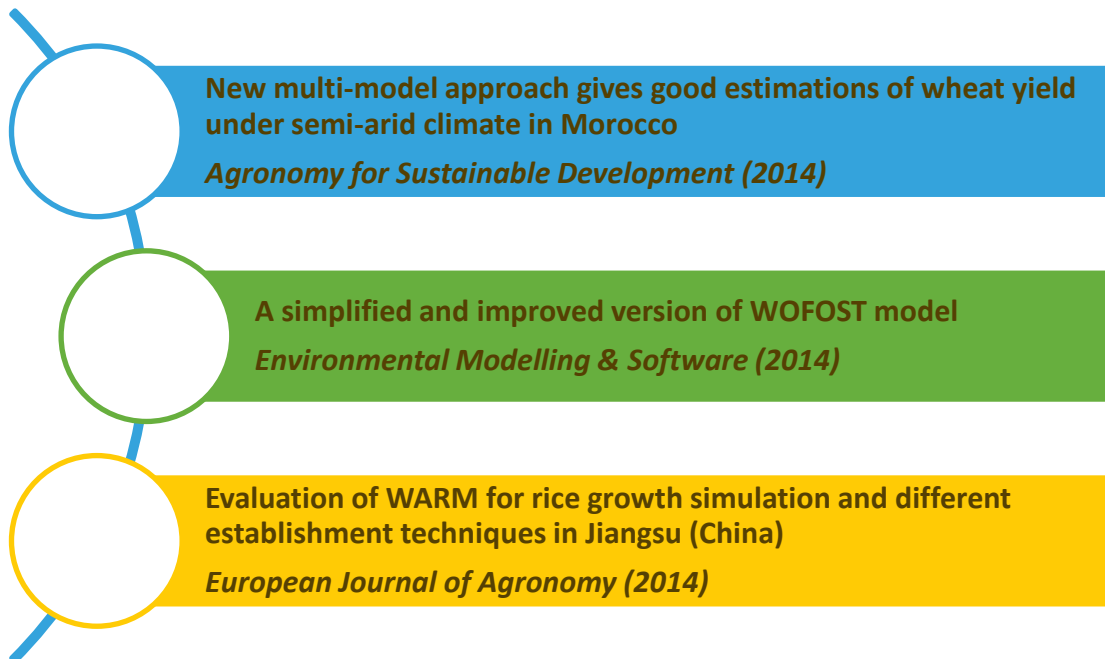 New multi-model approach gives good estimations of wheat yield
under semi-arid climate in Morocco
Agronomy for Sustainable Development (2014)
A simplified and improved version of WOFOST model
Environmental Modelling & Software (2014)
Evaluation of WARM for rice growth simulation and different
establishment techniques in Jiangsu (China)
European Journal of Agronomy (2014)